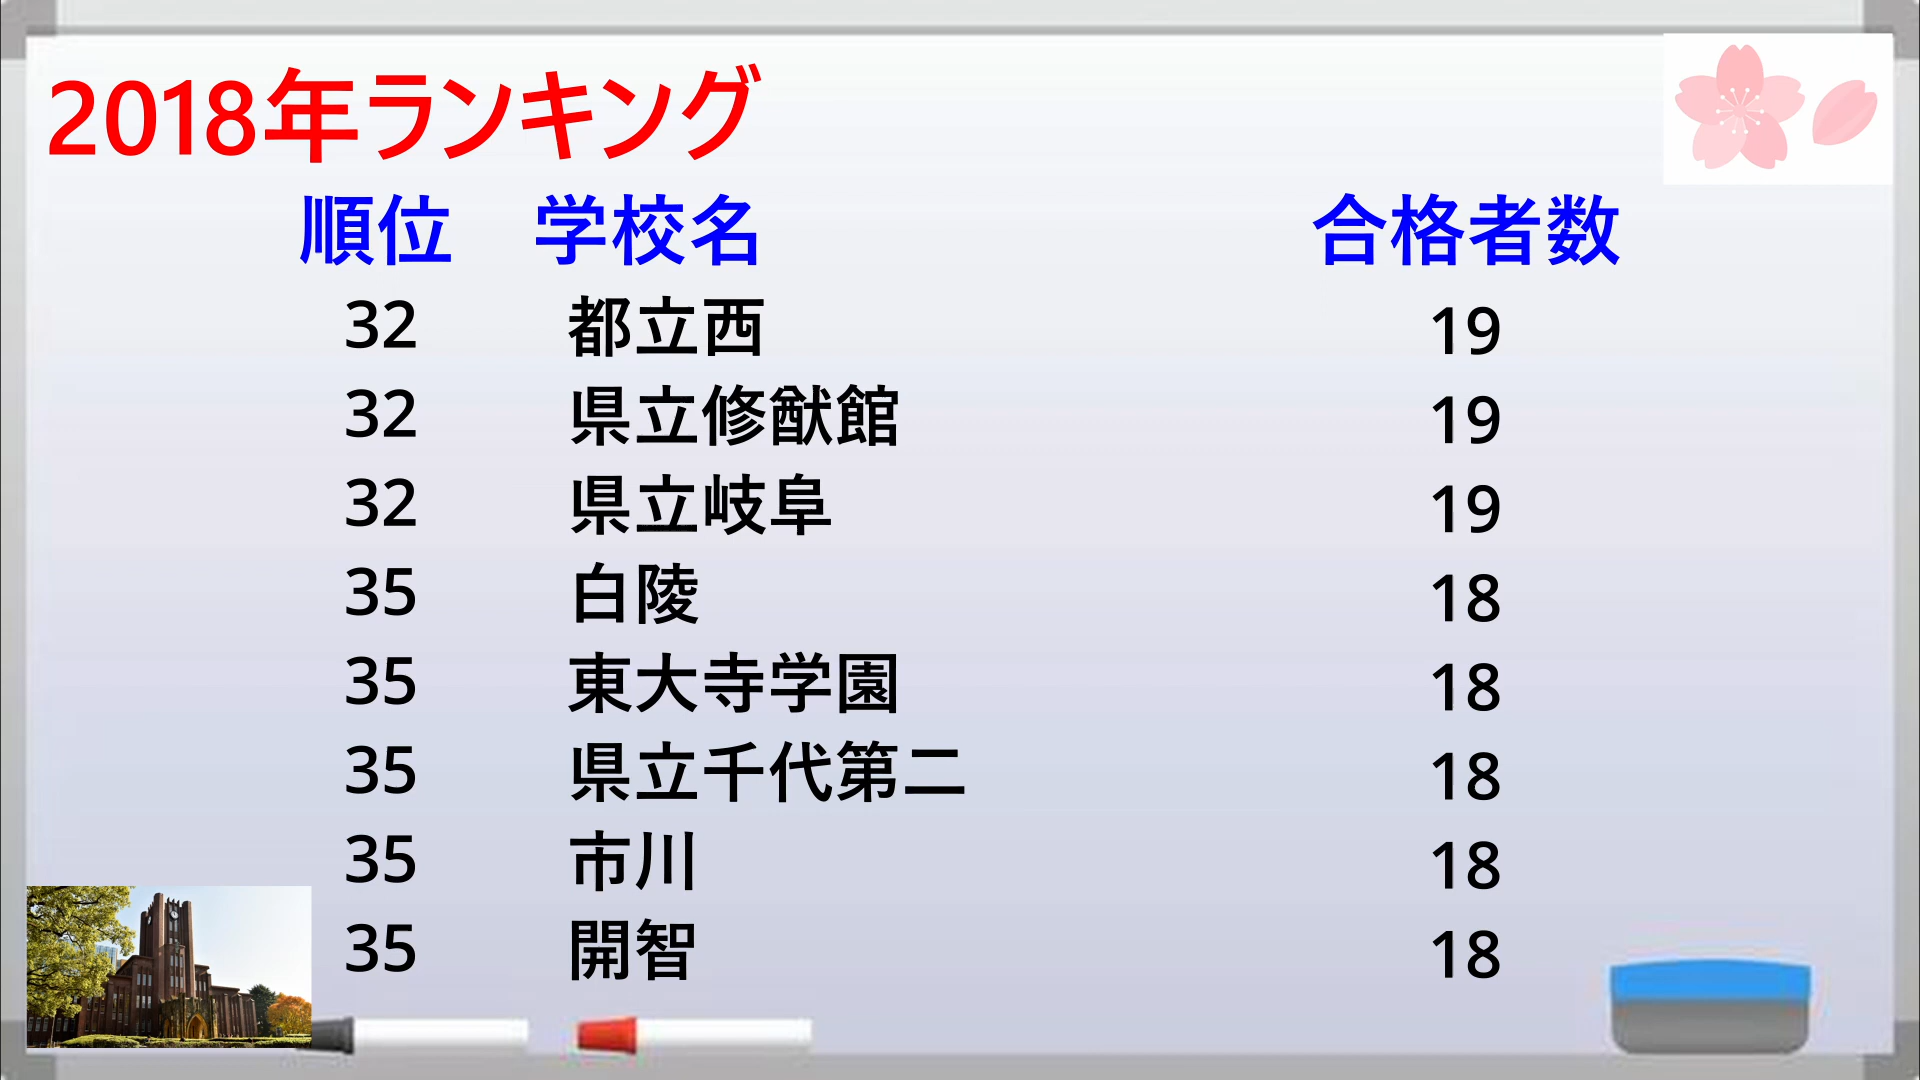 2018年ランキング
順位 学校名 合格者数
32 都立西 19
32 県立修猷館 19
32 県立岐阜 19
35 白陵 18
35 東大寺学園 18
35 県立千代第二 18
35 市川 18
35 開智 18